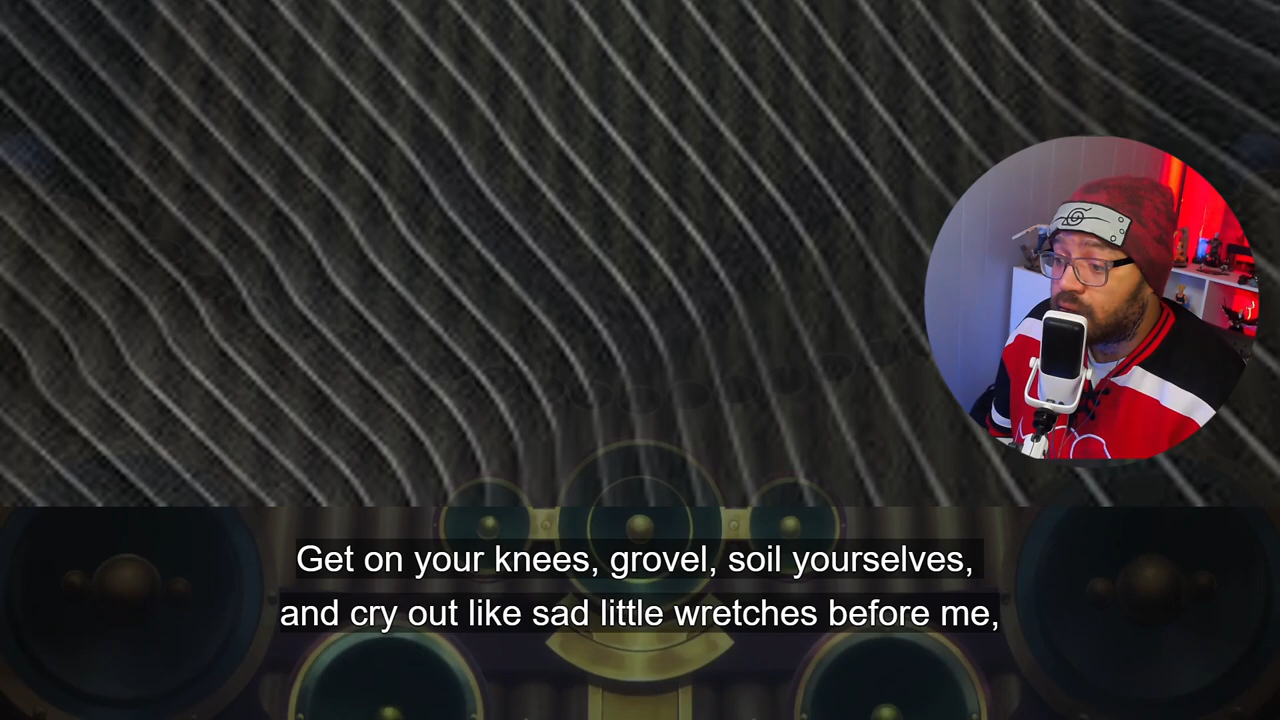 Get on your knees, grovel, soil yourselves,
and cry out like sad little wretches before me,